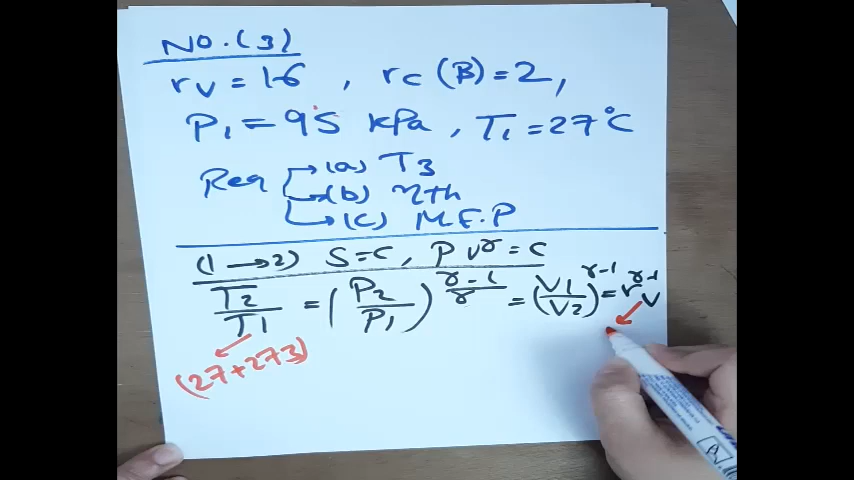 NO.(3)
rv = 16 , rc (B) = 2,
P1 = 95 kPa , T1 = 27°C
Req (a) T3
(b) ηth
(c) M.E.P
(1 → 2) S=C , P v^γ = C
T2/T1 = (P2/P1)^(γ-1)/γ = (V1/V2)^γ-1 = rv^γ-1
(27+273)